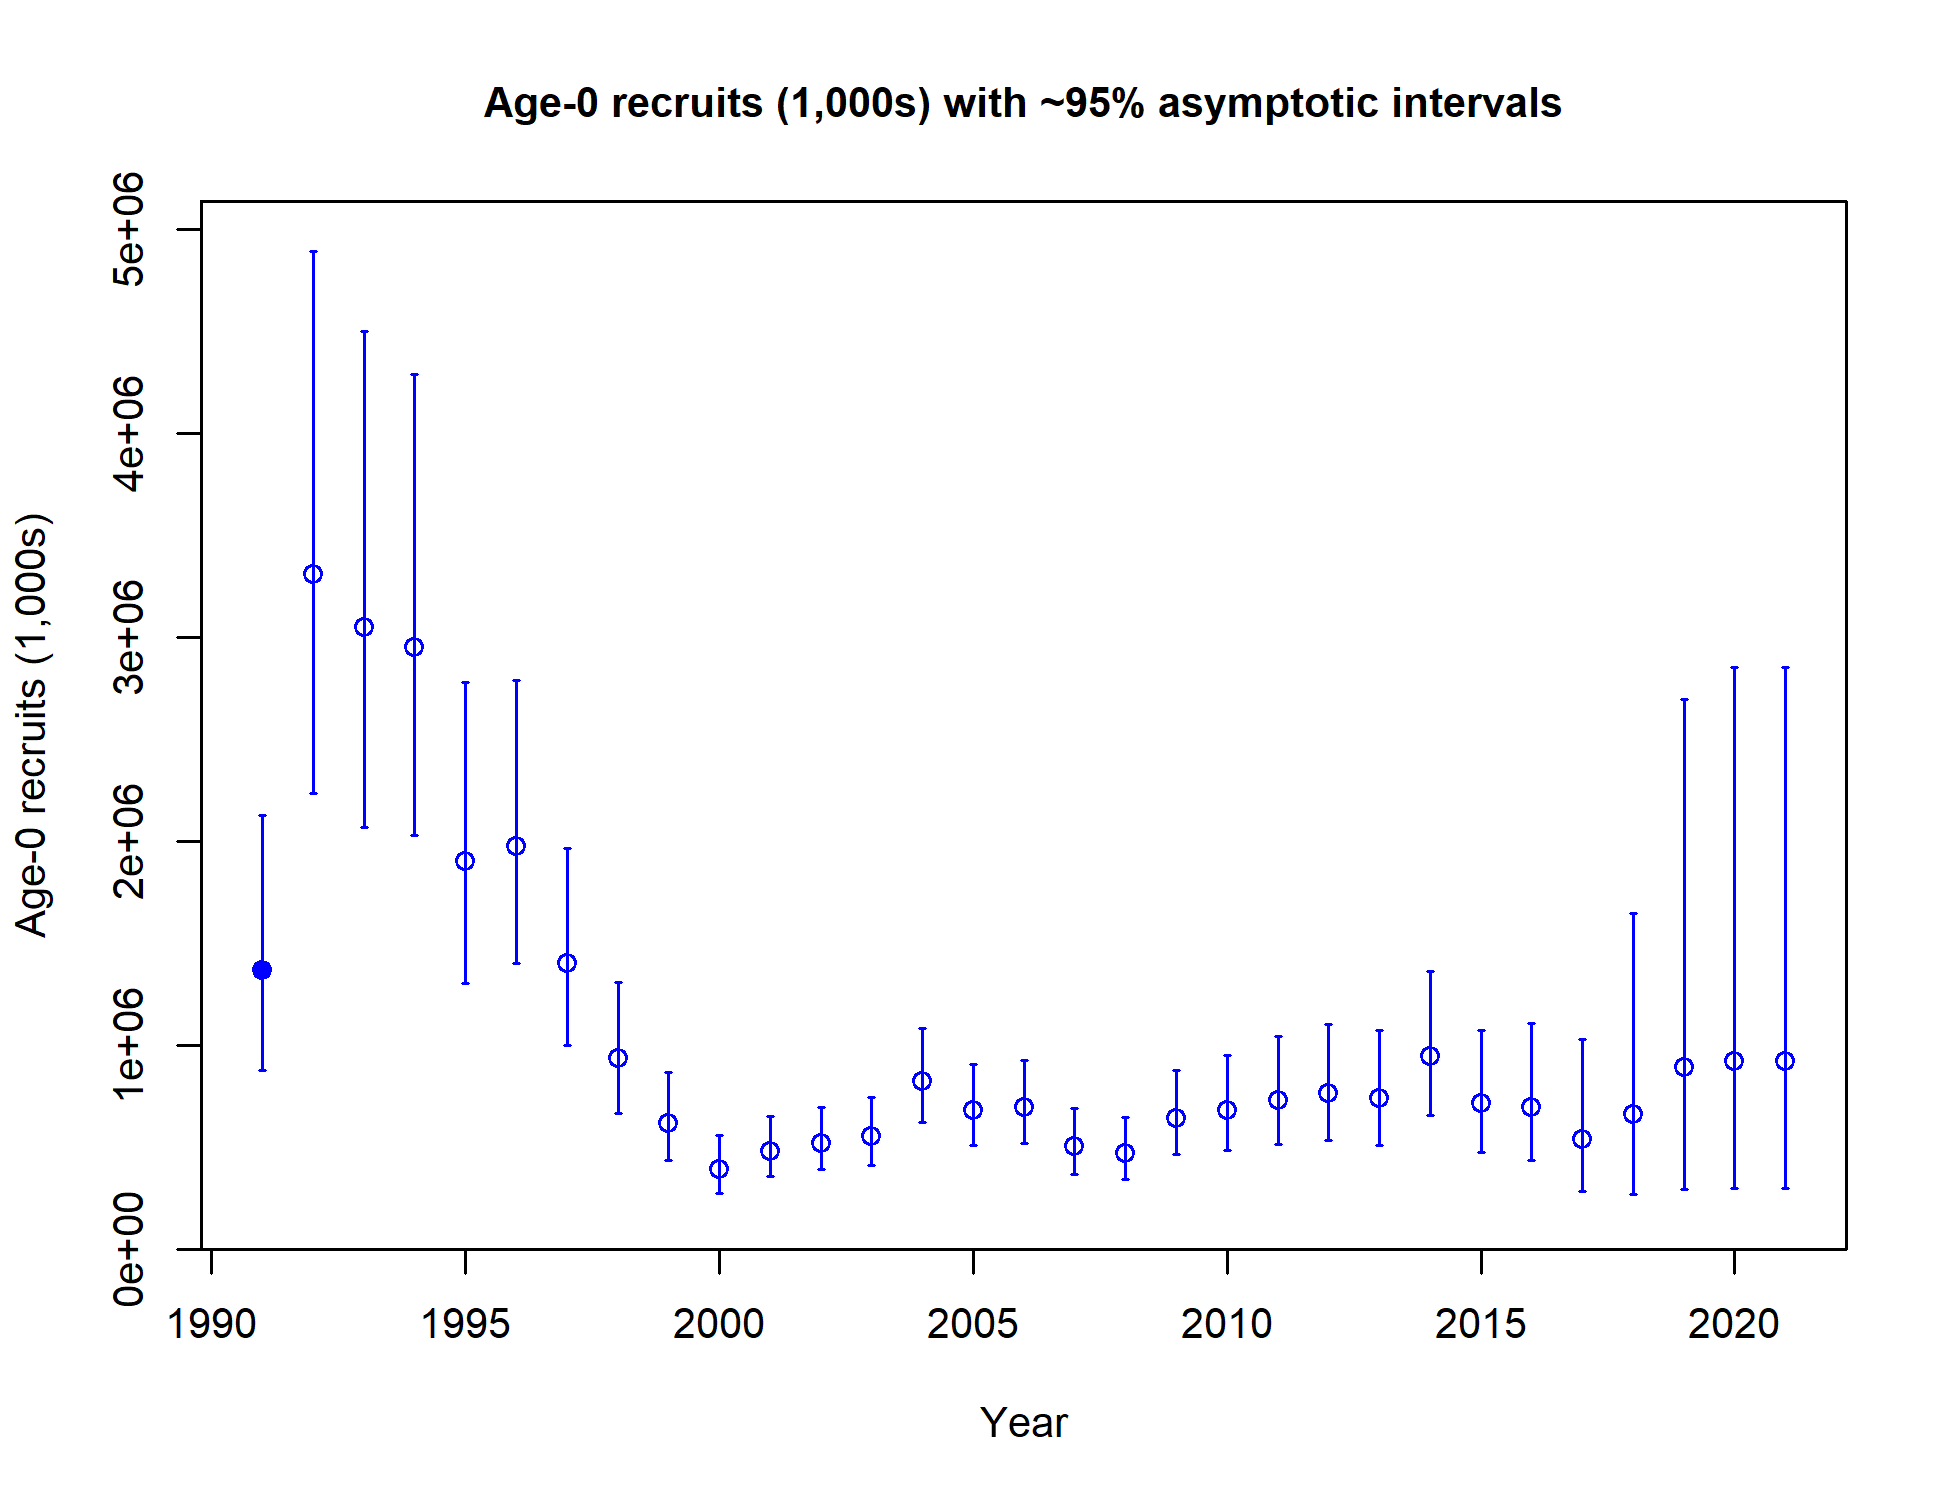 Age-0 recruits (1,000s) with ~95% asymptotic intervals
Age-0 recruits (1,000s)
5e+06
4e+06
3e+06
2e+06
1e+06
0e+00
1990 1995 2000 2005 2010 2015 2020
Year